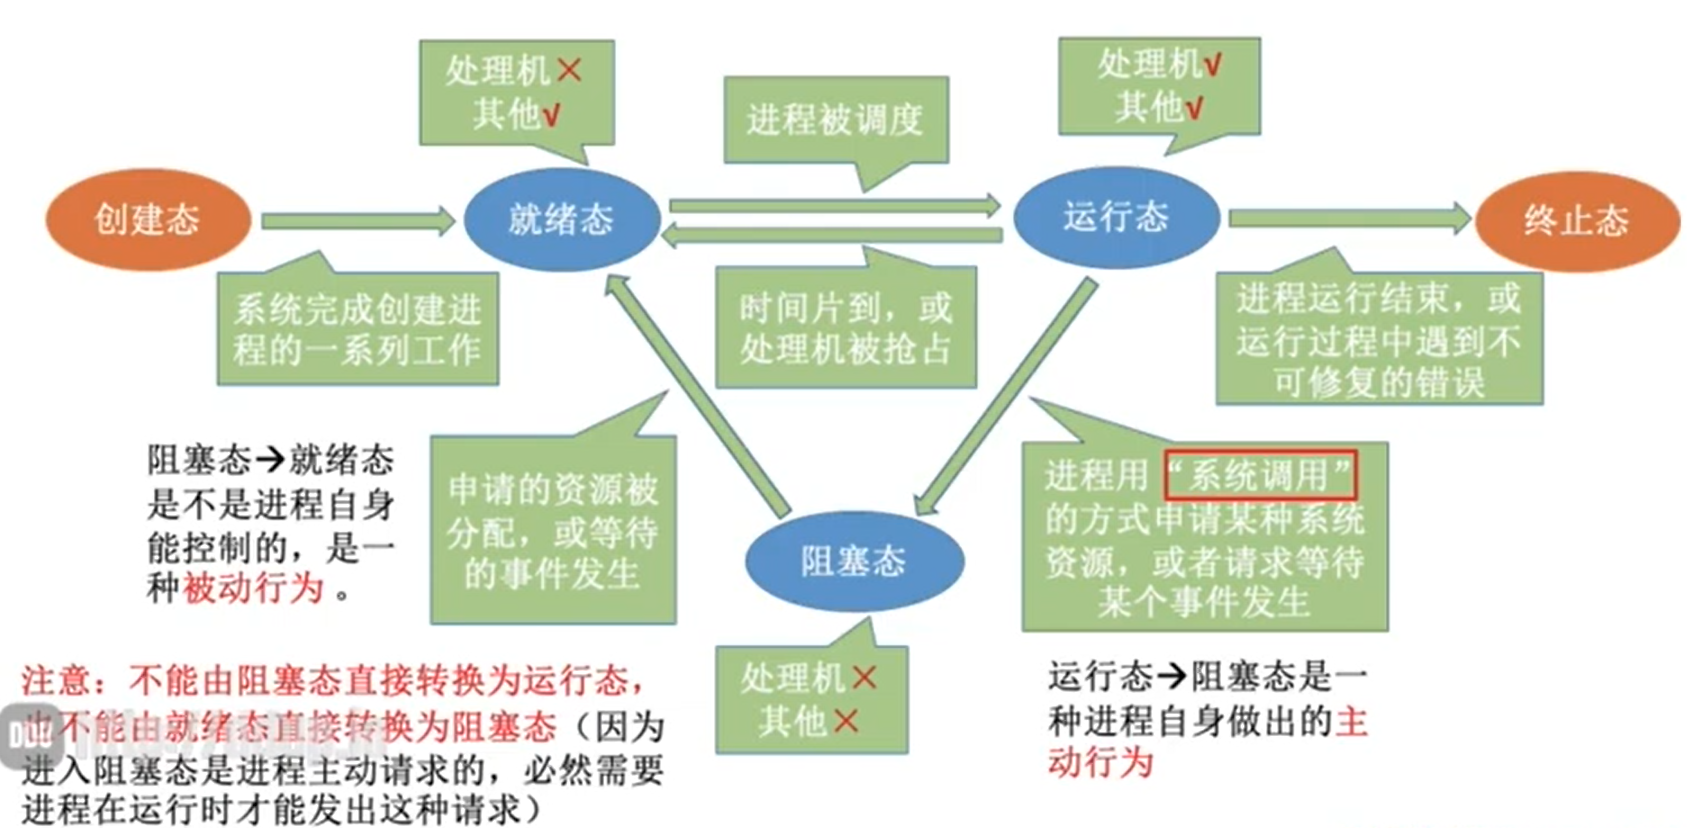 处理机×
其他√
进程被调度
处理机√
其他√
创建态
就绪态
运行态
终止态
系统完成创建进
程的一系列工作
时间片到，或
处理机被抢占
进程运行结束，或
运行过程中遇到不
可修复的错误
阻塞态→就绪态
是不是进程自身
能控制的，是一
种被动行为。
申请的资源被
分配，或等待
的事件发生
进程用“系统调用”
的方式申请某种系统
资源，或者请求等待
某个事件发生
阻塞态
处理机×
其他×
运行态→阻塞态是一
种进程自身做出的主
动行为
注意：不能由阻塞态直接转换为运行态，
也不能由就绪态直接转换为阻塞态（因为
进入阻塞态是进程主动请求的，必然需要
进程在运行时才能发出这种请求）